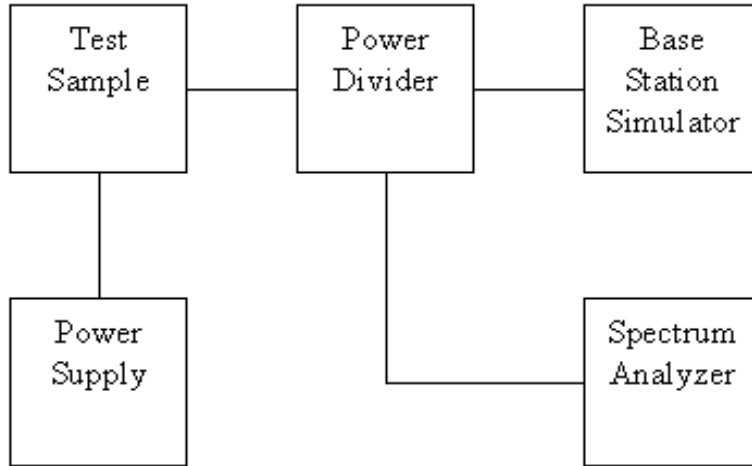 Test
Sample
Power
Divider
Base
Station
Simulator
Power
Supply
Spectrum
Analyzer